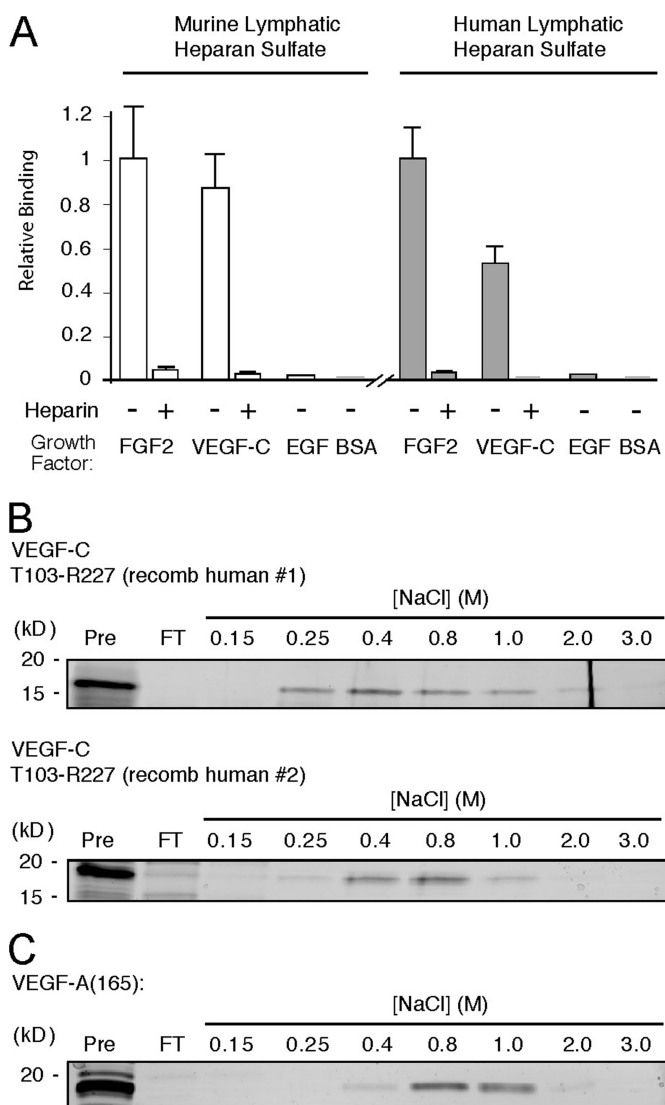 A
Murine Lymphatic
Heparan Sulfate
Human Lymphatic
Heparan Sulfate
Relative Binding
1.2
1
0.8
0.6
0.4
0.2
0
Heparin - + - + - - - + - + - -
Growth
Factor:
FGF2 VEGF-C EGF BSA FGF2 VEGF-C EGF BSA
B
VEGF-C
T103-R227 (recomb human #1)
[NaCl] (M)
(kD) Pre FT 0.15 0.25 0.4 0.8 1.0 2.0 3.0
20 -
15 -
VEGF-C
T103-R227 (recomb human #2)
[NaCl] (M)
(kD) Pre FT 0.15 0.25 0.4 0.8 1.0 2.0 3.0
20 -
15 -
C
VEGF-A(165):
[NaCl] (M)
(kD) Pre FT 0.15 0.25 0.4 0.8 1.0 2.0 3.0
20 -